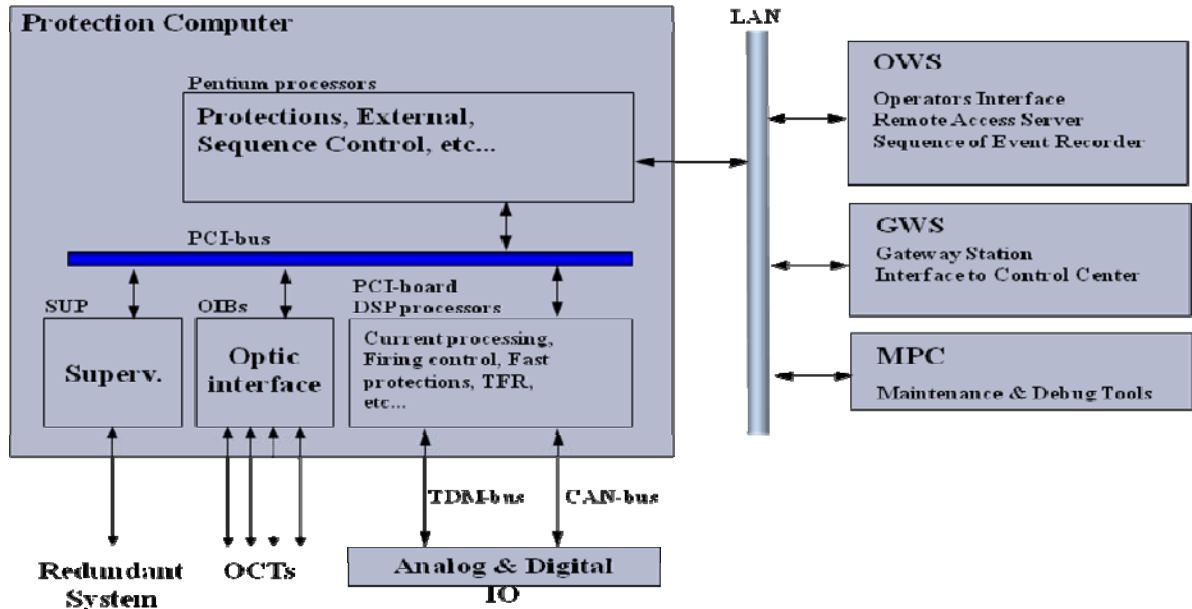 Protection Computer
Pentium processors
Protections, External,
Sequence Control, etc...
PCI-bus
SUP
Superv.
OIBs
Optic
interface
PCI-board
DSP processors
Current processing,
Firing control, Fast
protections, TFR,
etc...
TDM-bus
CAN-bus
Redundant
System
OCTs
Analog & Digital
IO
LAN
OWS
Operators Interface
Remote Access Server
Sequence of Event Recorder
GWS
Gateway Station
Interface to Control Center
MPC
Maintenance & Debug Tools